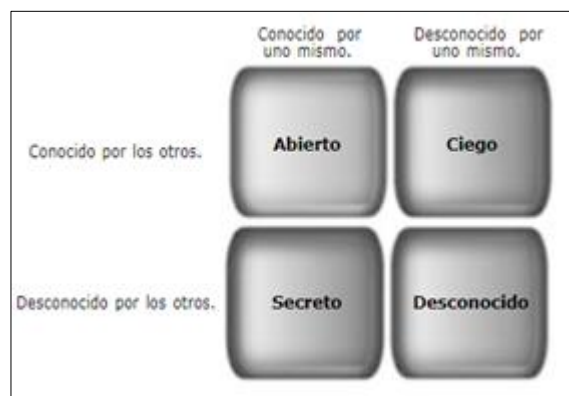 Conocido por
uno mismo.
Desconocido por
uno mismo.
Conocido por los otros.
Abierto
Ciego
Desconocido por los otros.
Secreto
Desconocido